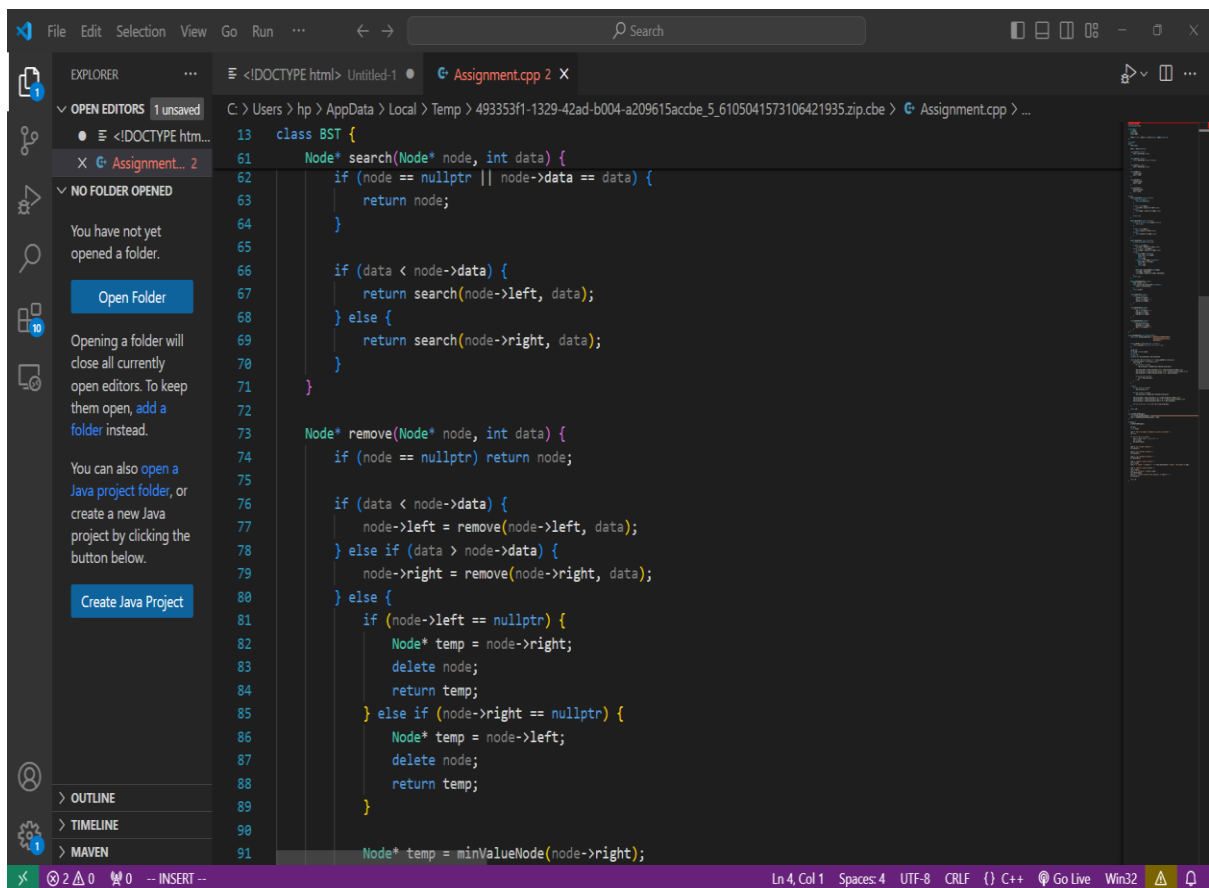 File Edit Selection View Go Run ··· ← → Search
EXPLORER ···
OPEN EDITORS 1 unsaved
<!DOCTYPE htm...
Assignment... 2
NO FOLDER OPENED
You have not yet
opened a folder.
Open Folder
Opening a folder will
close all currently
open editors. To keep
them open, add a
folder instead.
You can also open a
Java project folder, or
create a new Java
project by clicking the
button below.
Create Java Project
OUTLINE
TIMELINE
MAVEN
1
10
1
<!DOCTYPE html> Untitled-1 ● Assignment.cpp 2 X
C: > Users > hp > AppData > Local > Temp > 493353f1-1329-42ad-b004-a209615accbe_5_6105041573106421935.zip.cbe > Assignment.cpp > ...
13 class BST {
61 Node* search(Node* node, int data) {
62 if (node == nullptr || node->data == data) {
63 return node;
64 }
65
66 if (data < node->data) {
67 return search(node->left, data);
68 } else {
69 return search(node->right, data);
70 }
71 }
72
73 Node* remove(Node* node, int data) {
74 if (node == nullptr) return node;
75
76 if (data < node->data) {
77 node->left = remove(node->left, data);
78 } else if (data > node->data) {
79 node->right = remove(node->right, data);
80 } else {
81 if (node->left == nullptr) {
82 Node* temp = node->right;
83 delete node;
84 return temp;
85 } else if (node->right == nullptr) {
86 Node* temp = node->left;
87 delete node;
88 return temp;
89 }
90
91 Node* temp = minValueNode(node->right);
2 0 0 -- INSERT -- Ln 4, Col 1 Spaces: 4 UTF-8 CRLF {} C++ Go Live Win32